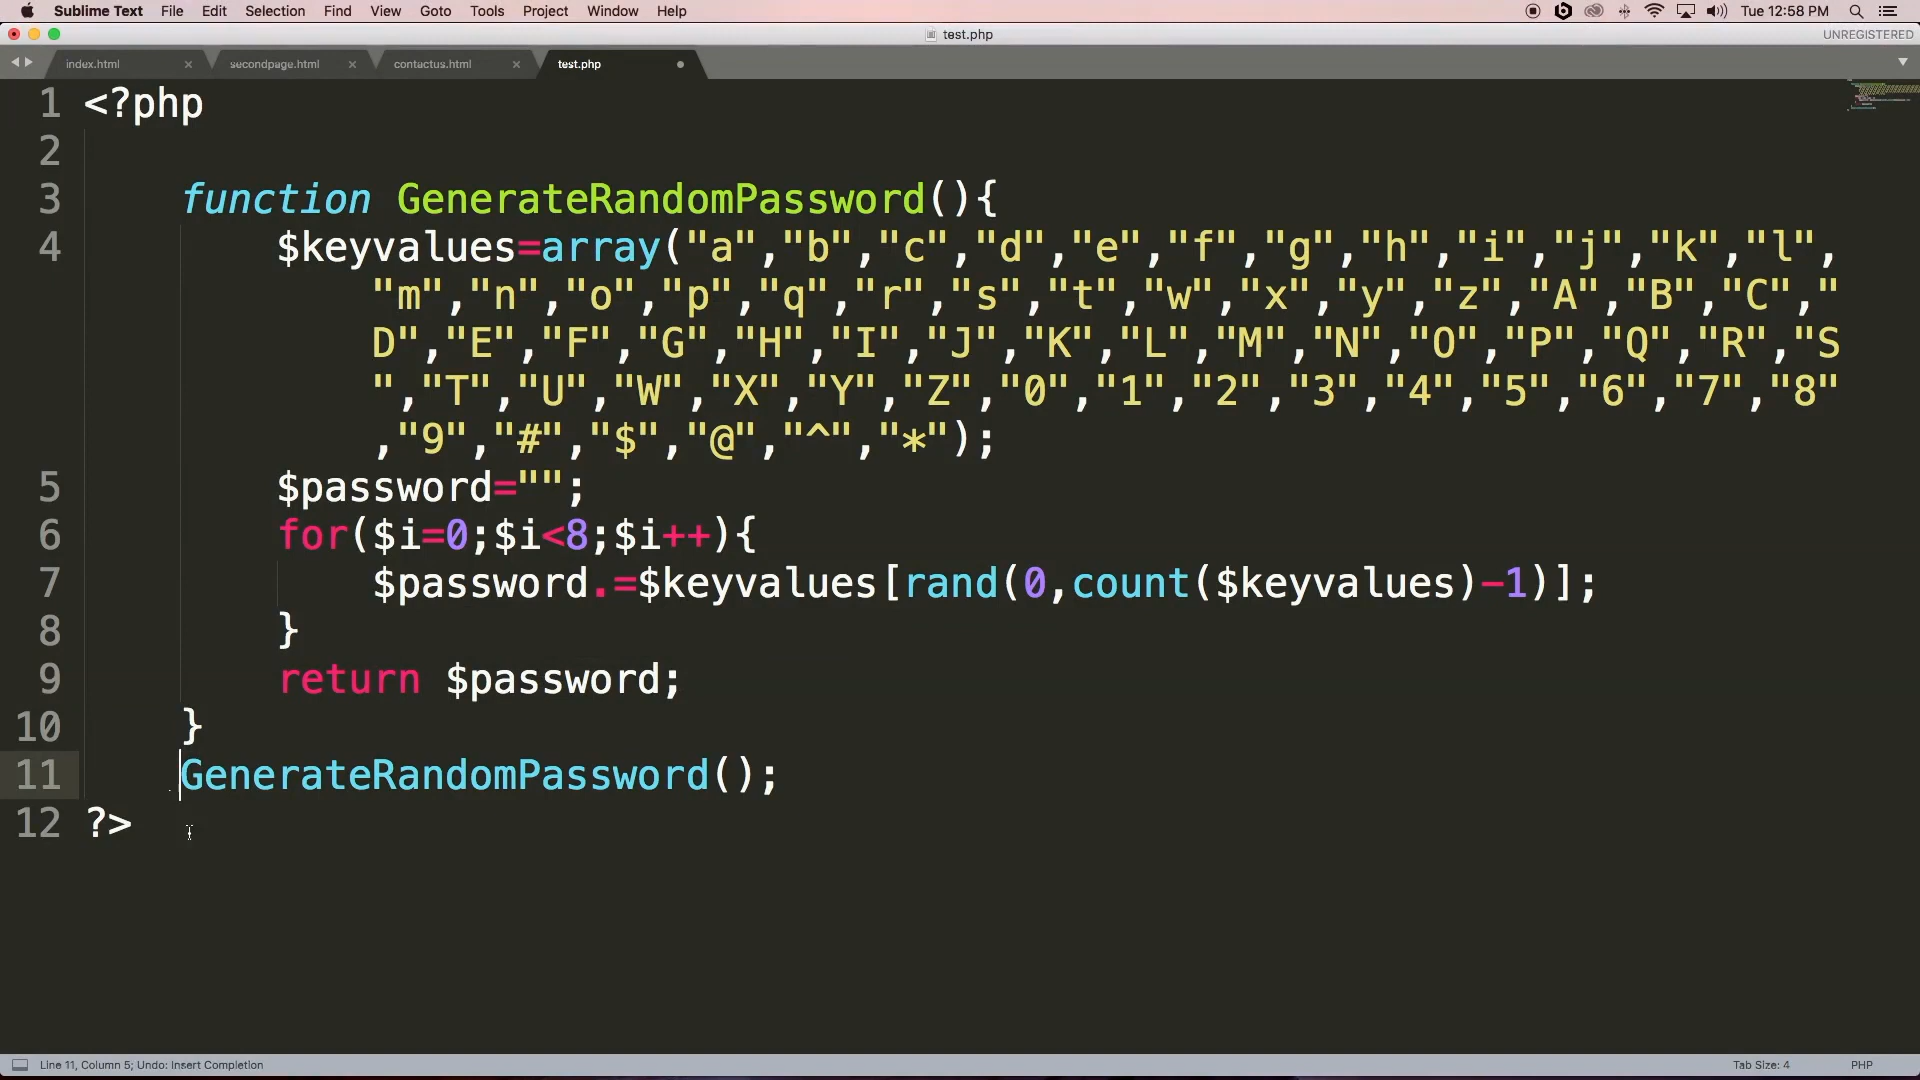 Sublime Text File Edit Selection Find View Goto Tools Project Window Help Tue 12:58 PM
test.php UNREGISTERED
index.html secondpage.html contactus.html test.php
1 <?php
2
3 function GenerateRandomPassword(){
4 $keyvalues=array("a","b","c","d","e","f","g","h","i","j","k","l",
"m","n","o","p","q","r","s","t","w","x","y","z","A","B","C","
D","E","F","G","H","I","J","K","L","M","N","O","P","Q","R","S
","T","U","W","X","Y","Z","0","1","2","3","4","5","6","7","8"
,"9","#","$","@","^","*");
5 $password="";
6 for($i=0;$i<8;$i++){
7 $password.=$keyvalues[rand(0,count($keyvalues)-1)];
8 }
9 return $password;
10 }
11 GenerateRandomPassword();
12 ?>
Line 11, Column 5; Undo: Insert Completion Tab Size: 4 PHP